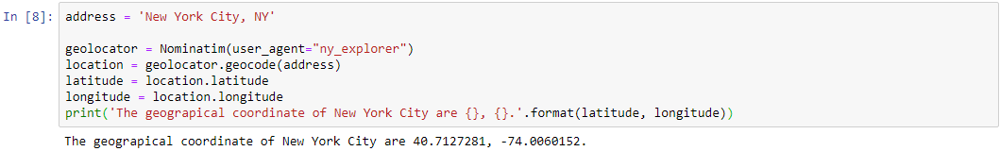 In [8]: address = 'New York City, NY'
geolocator = Nominatim(user_agent="ny_explorer")
location = geolocator.geocode(address)
latitude = location.latitude
longitude = location.longitude
print('The geograpical coordinate of New York City are {}, {}.'.format(latitude, longitude))
The geograpical coordinate of New York City are 40.7127281, -74.0060152.